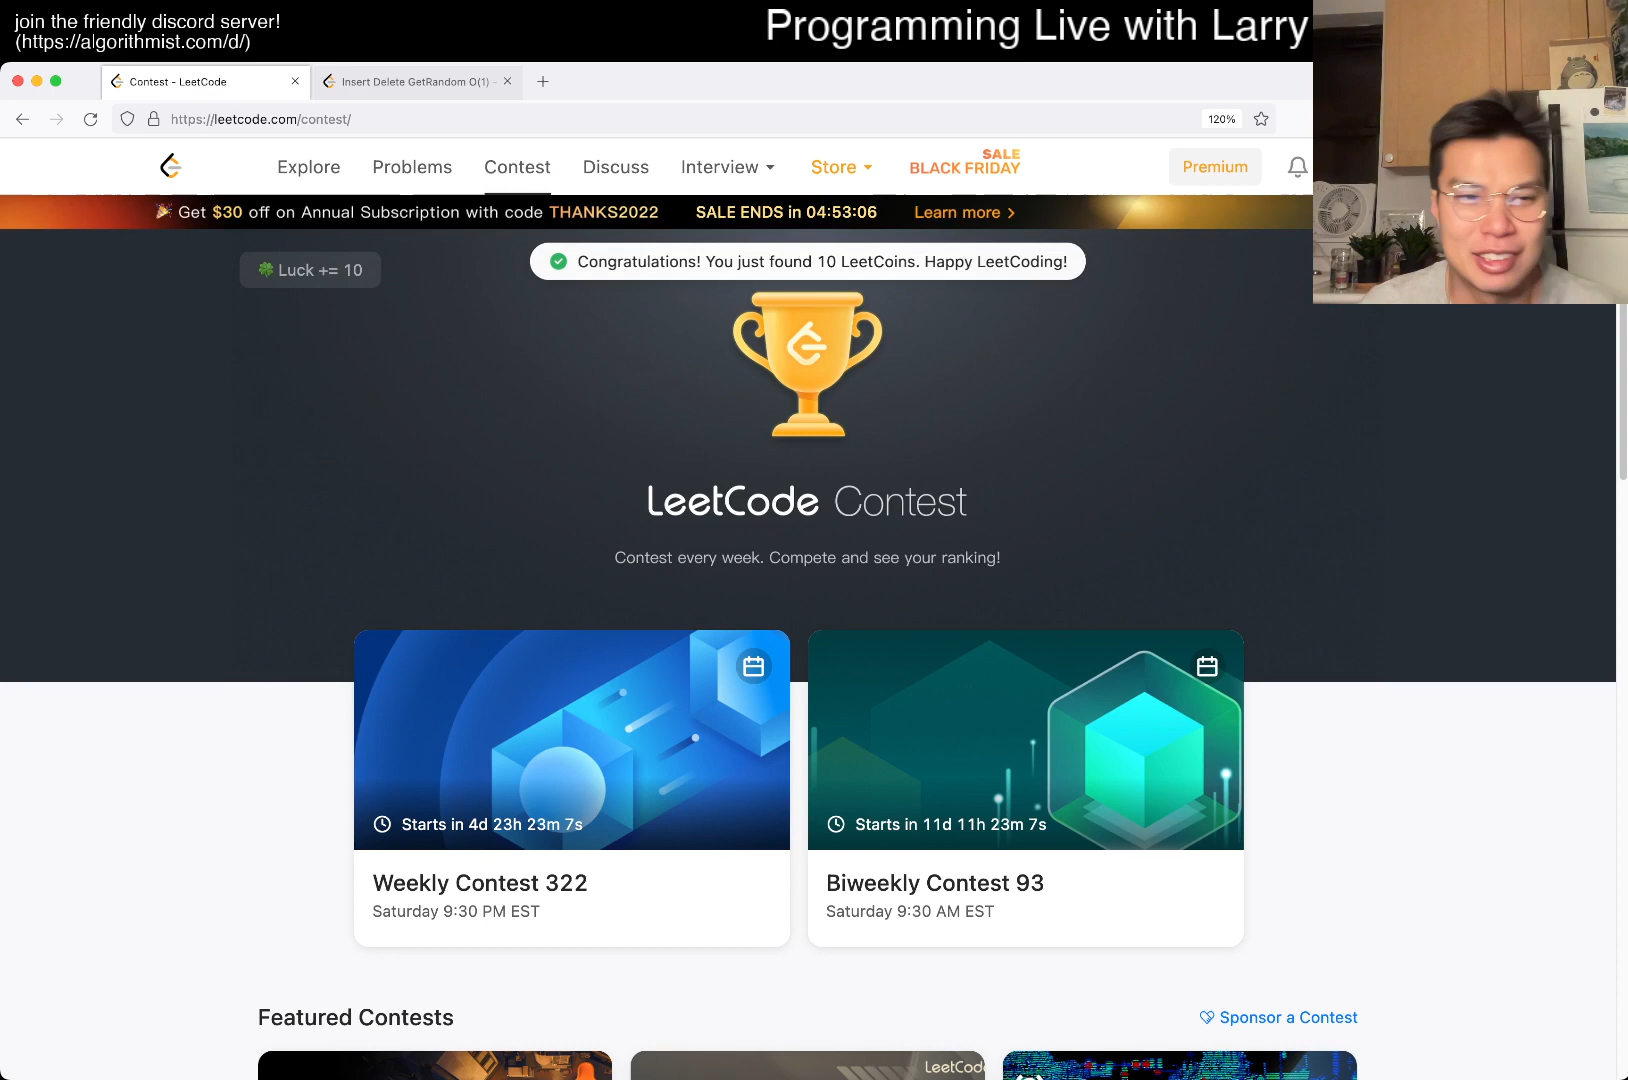 join the friendly discord server!
(https://algorithmist.com/d/)
Programming Live with Larry
Contest - LeetCode
Insert Delete GetRandom O(1) -
https://leetcode.com/contest/
120%
Explore
Problems
Contest
Discuss
Interview
Store
SALE
BLACK FRIDAY
Premium
Get $30 off on Annual Subscription with code THANKS2022
SALE ENDS in 04:53:06
Learn more >
Luck += 10
Congratulations! You just found 10 LeetCoins. Happy LeetCoding!
LeetCode Contest
Contest every week. Compete and see your ranking!
Starts in 4d 23h 23m 7s
Weekly Contest 322
Saturday 9:30 PM EST
Starts in 11d 11h 23m 7s
Biweekly Contest 93
Saturday 9:30 AM EST
Featured Contests
Sponsor a Contest
LeetCode